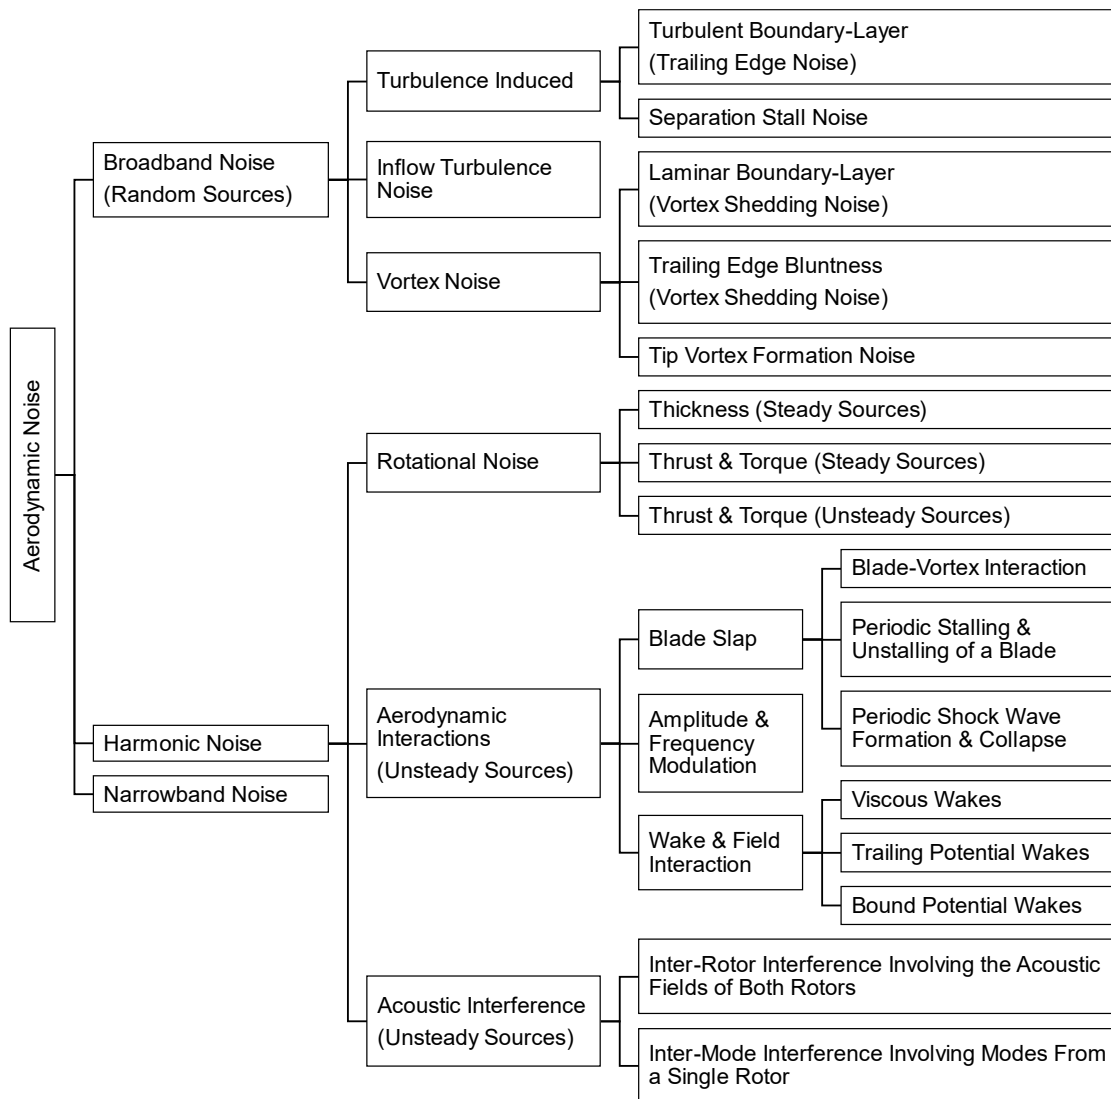 Aerodynamic Noise
Broadband Noise
(Random Sources)
Turbulence Induced
Turbulent Boundary-Layer
(Trailing Edge Noise)
Separation Stall Noise
Inflow Turbulence
Noise
Vortex Noise
Laminar Boundary-Layer
(Vortex Shedding Noise)
Trailing Edge Bluntness
(Vortex Shedding Noise)
Tip Vortex Formation Noise
Harmonic Noise
Rotational Noise
Thickness (Steady Sources)
Thrust & Torque (Steady Sources)
Thrust & Torque (Unsteady Sources)
Aerodynamic
Interactions
(Unsteady Sources)
Blade Slap
Blade-Vortex Interaction
Periodic Stalling &
Unstalling of a Blade
Periodic Shock Wave
Formation & Collapse
Amplitude &
Frequency
Modulation
Wake & Field
Interaction
Viscous Wakes
Trailing Potential Wakes
Bound Potential Wakes
Acoustic Interference
(Unsteady Sources)
Inter-Rotor Interference Involving the Acoustic
Fields of Both Rotors
Inter-Mode Interference Involving Modes From
a Single Rotor
Narrowband Noise